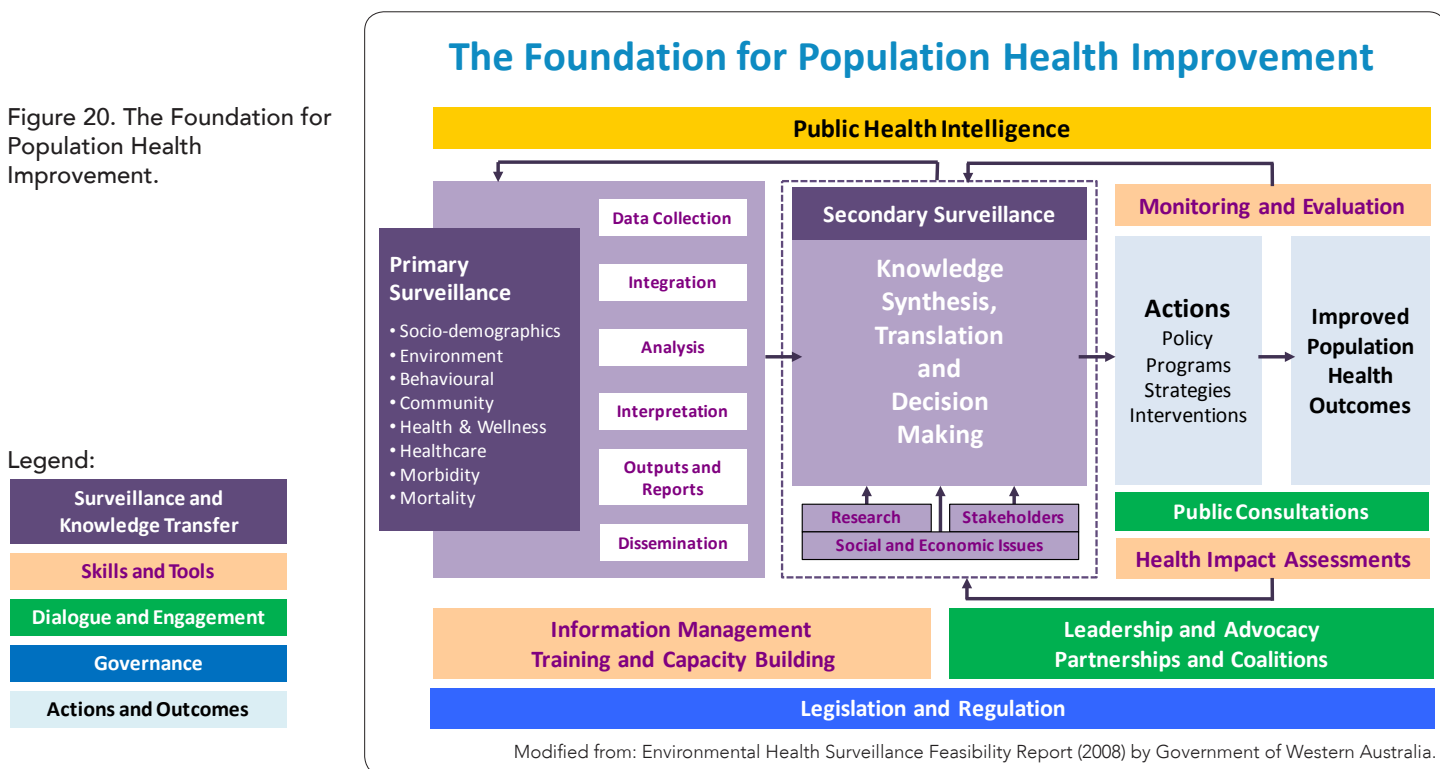 Figure 20. The Foundation for
Population Health
Improvement.
Legend:
Surveillance and
Knowledge Transfer
Skills and Tools
Dialogue and Engagement
Governance
Actions and Outcomes
The Foundation for Population Health Improvement
Public Health Intelligence
Primary
Surveillance
• Socio-demographics
• Environment
• Behavioural
• Community
• Health & Wellness
• Healthcare
• Morbidity
• Mortality
Data Collection
Integration
Analysis
Interpretation
Outputs and
Reports
Dissemination
Secondary Surveillance
Knowledge
Synthesis,
Translation
and
Decision
Making
Research
Stakeholders
Social and Economic Issues
Monitoring and Evaluation
Actions
Policy
Programs
Strategies
Interventions
Improved
Population
Health
Outcomes
Public Consultations
Health Impact Assessments
Information Management
Training and Capacity Building
Leadership and Advocacy
Partnerships and Coalitions
Legislation and Regulation
Modified from: Environmental Health Surveillance Feasibility Report (2008) by Government of Western Australia.